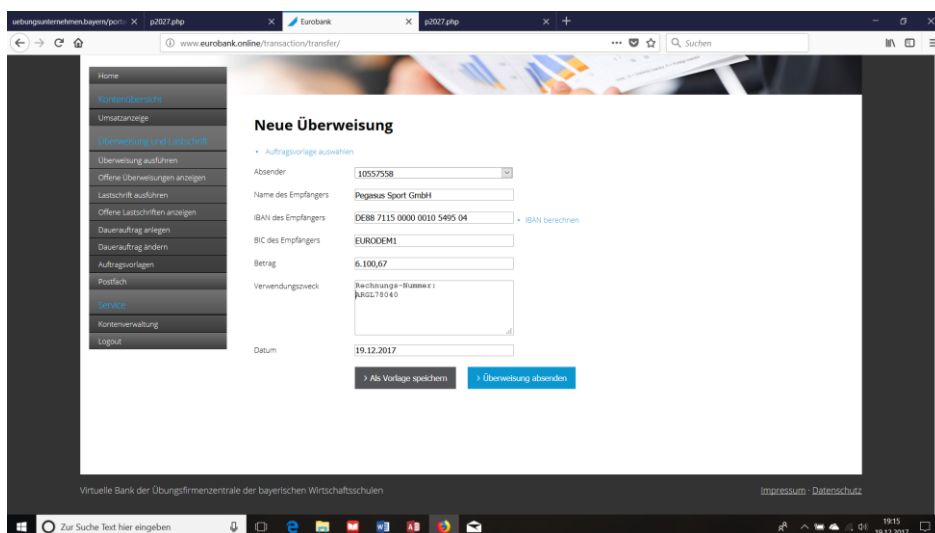 uebungsunternehmen.bayern/porta
p2027.php
Eurobank
p2027.php
www.eurobank.online/transaction/transfer/
Suchen
Home
Kontenübersicht
Umsatzanzeige
Überweisung und Lastschrift
Überweisung ausführen
Offene Überweisungen anzeigen
Lastschrift ausführen
Offene Lastschriften anzeigen
Dauerauftrag anlegen
Dauerauftrag ändern
Auftragsvorlagen
Postfach
Service
Kontenverwaltung
Logout
Neue Überweisung
• Auftragsvorlage auswählen
Absender 10557558
Name des Empfängers Pegasus Sport GmbH
IBAN des Empfängers DE88 7115 0000 0010 5495 04 • IBAN berechnen
BIC des Empfängers EURODEM1
Betrag 6.100,67
Verwendungszweck Rechnungs-Nummer:
ARGL78040
Datum 19.12.2017
> Als Vorlage speichern > Überweisung absenden
Virtuelle Bank der Übungsfirmenzentrale der bayerischen Wirtschaftsschulen Impressum · Datenschutz
Zur Suche Text hier eingeben
19:15
19.12.2017